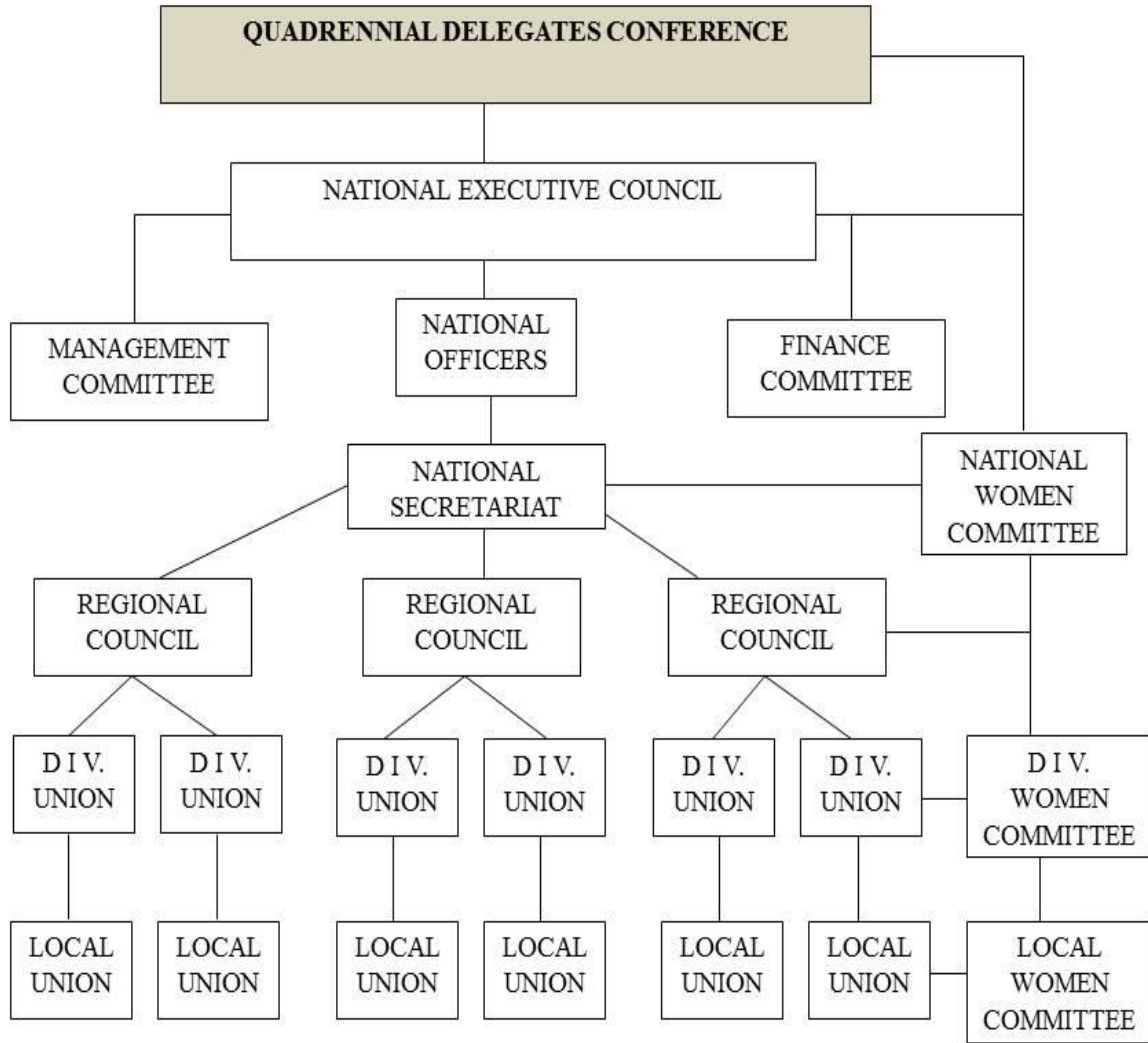 QUADRENNIAL DELEGATES CONFERENCE
NATIONAL EXECUTIVE COUNCIL
MANAGEMENT
COMMITTEE
NATIONAL
OFFICERS
FINANCE
COMMITTEE
NATIONAL
SECRETARIAT
NATIONAL
WOMEN
COMMITTEE
REGIONAL
COUNCIL
REGIONAL
COUNCIL
REGIONAL
COUNCIL
D I V.
UNION
D I V.
UNION
D I V.
UNION
D I V.
UNION
D I V.
UNION
D I V.
UNION
D I V.
WOMEN
COMMITTEE
LOCAL
UNION
LOCAL
UNION
LOCAL
UNION
LOCAL
UNION
LOCAL
UNION
LOCAL
UNION
LOCAL
WOMEN
COMMITTEE